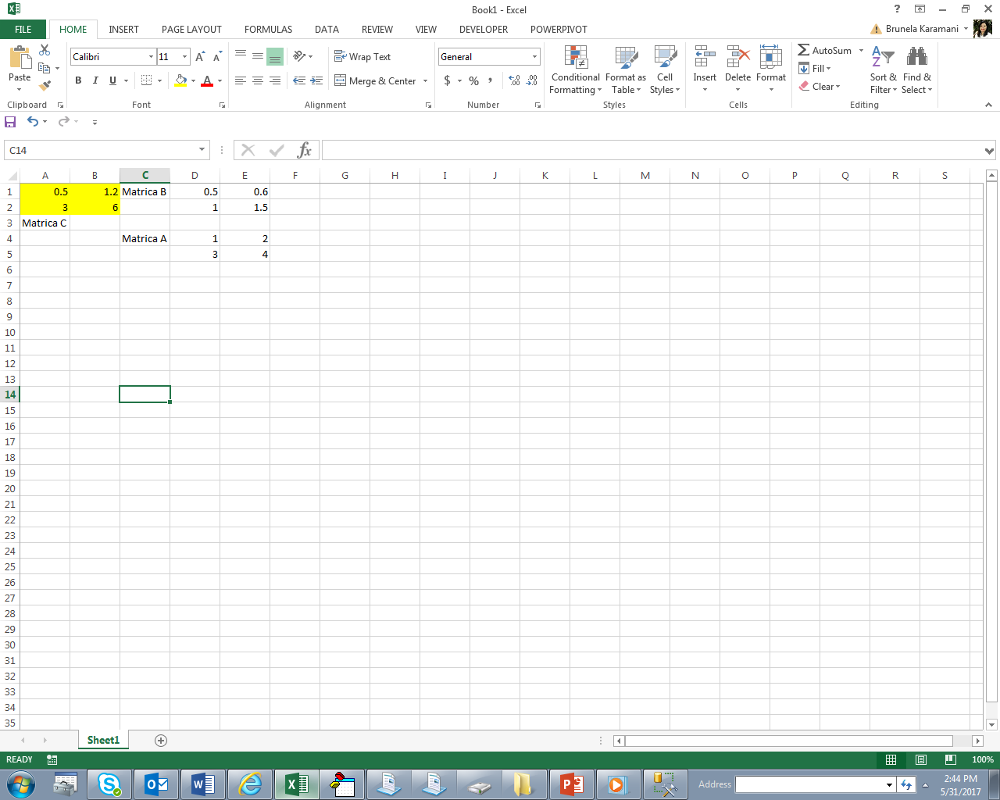 Book1 - Excel
FILE HOME INSERT PAGE LAYOUT FORMULAS DATA REVIEW VIEW DEVELOPER POWERPIVOT Brunela Karamani
Paste Calibri 11 Wrap Text General Conditional Formatting Format as Table Cell Styles Insert Delete Format AutoSum Fill Clear Sort & Filter Find & Select
B I U Merge & Center $ % ,
Clipboard Font Alignment Number Styles Cells Editing
C14 fx
A B C D E F G H I J K L M N O P Q R S
1 0.5 1.2 Matrica B 0.5 0.6
2 3 6 1 1.5
3 Matrica C
4 Matrica A 1 2
5 3 4
6
7
8
9
10
11
12
13
14
15
16
17
18
19
20
21
22
23
24
25
26
27
28
29
30
31
32
33
34
35
Sheet1
READY 100%
Address 2:44 PM
5/31/2017